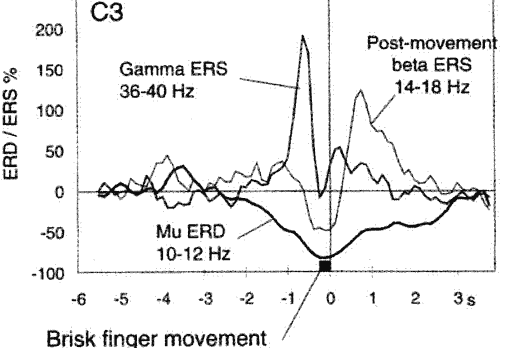 C3
200
150
100
50
0
-50
-100
ERD / ERS %
Gamma ERS
36-40 Hz
Post-movement
beta ERS
14-18 Hz
Mu ERD
10-12 Hz
-6 -5 -4 -3 -2 -1 0 1 2 3 s
Brisk finger movement